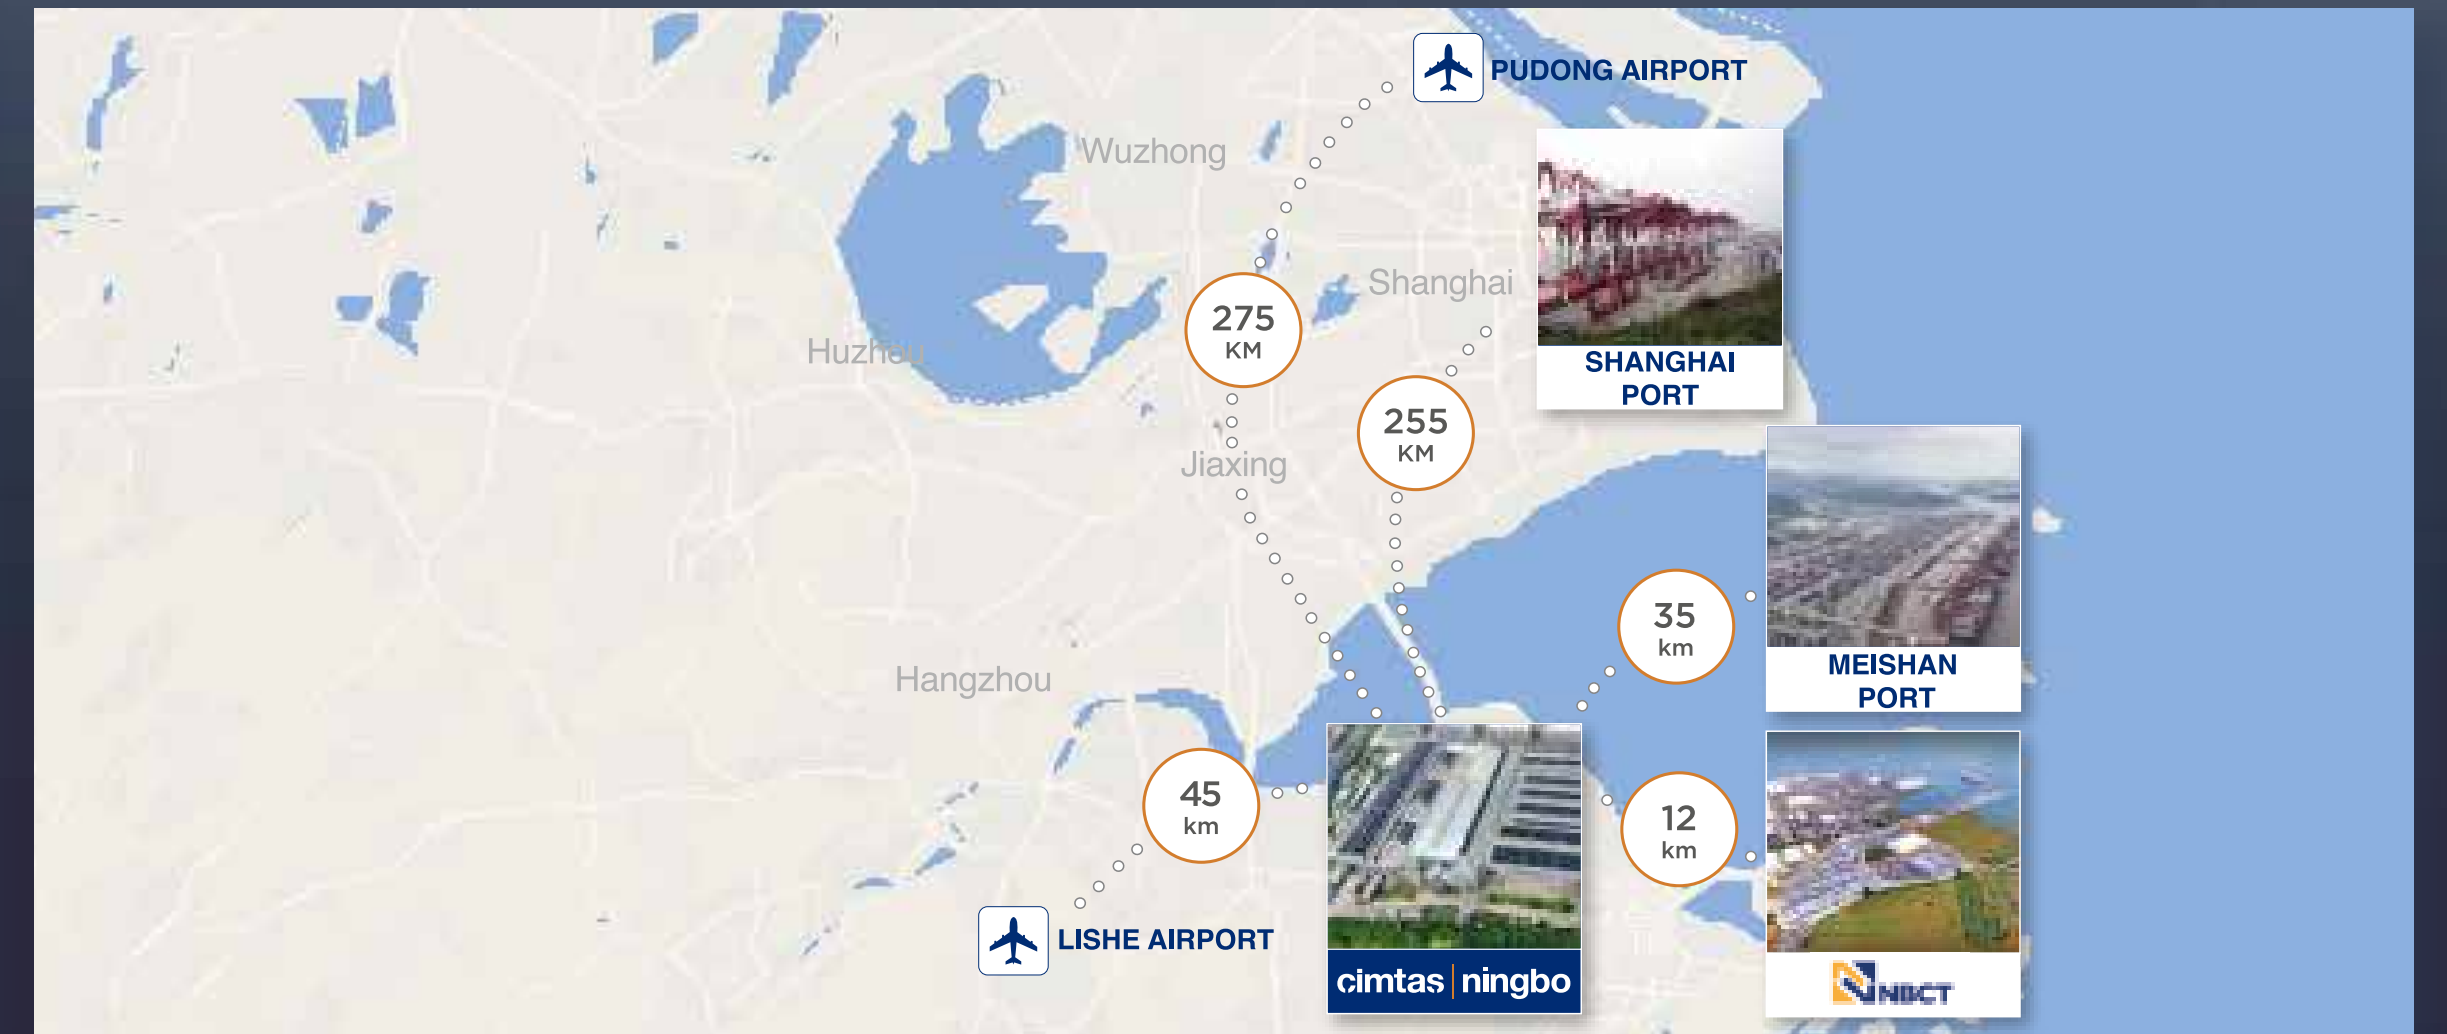 PUDONG AIRPORT
Wuzhong
Shanghai
275
KM
SHANGHAI
PORT
Huzhou
255
KM
Jiaxing
35
km
MEISHAN
PORT
Hangzhou
45
km
12
km
LISHE AIRPORT
cimtas | ningbo
NBCT